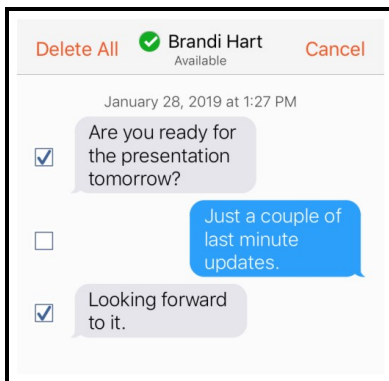 Delete All Brandi Hart Cancel
Available
January 28, 2019 at 1:27 PM
Are you ready for
the presentation
tomorrow?
Just a couple of
last minute
updates.
Looking forward
to it.